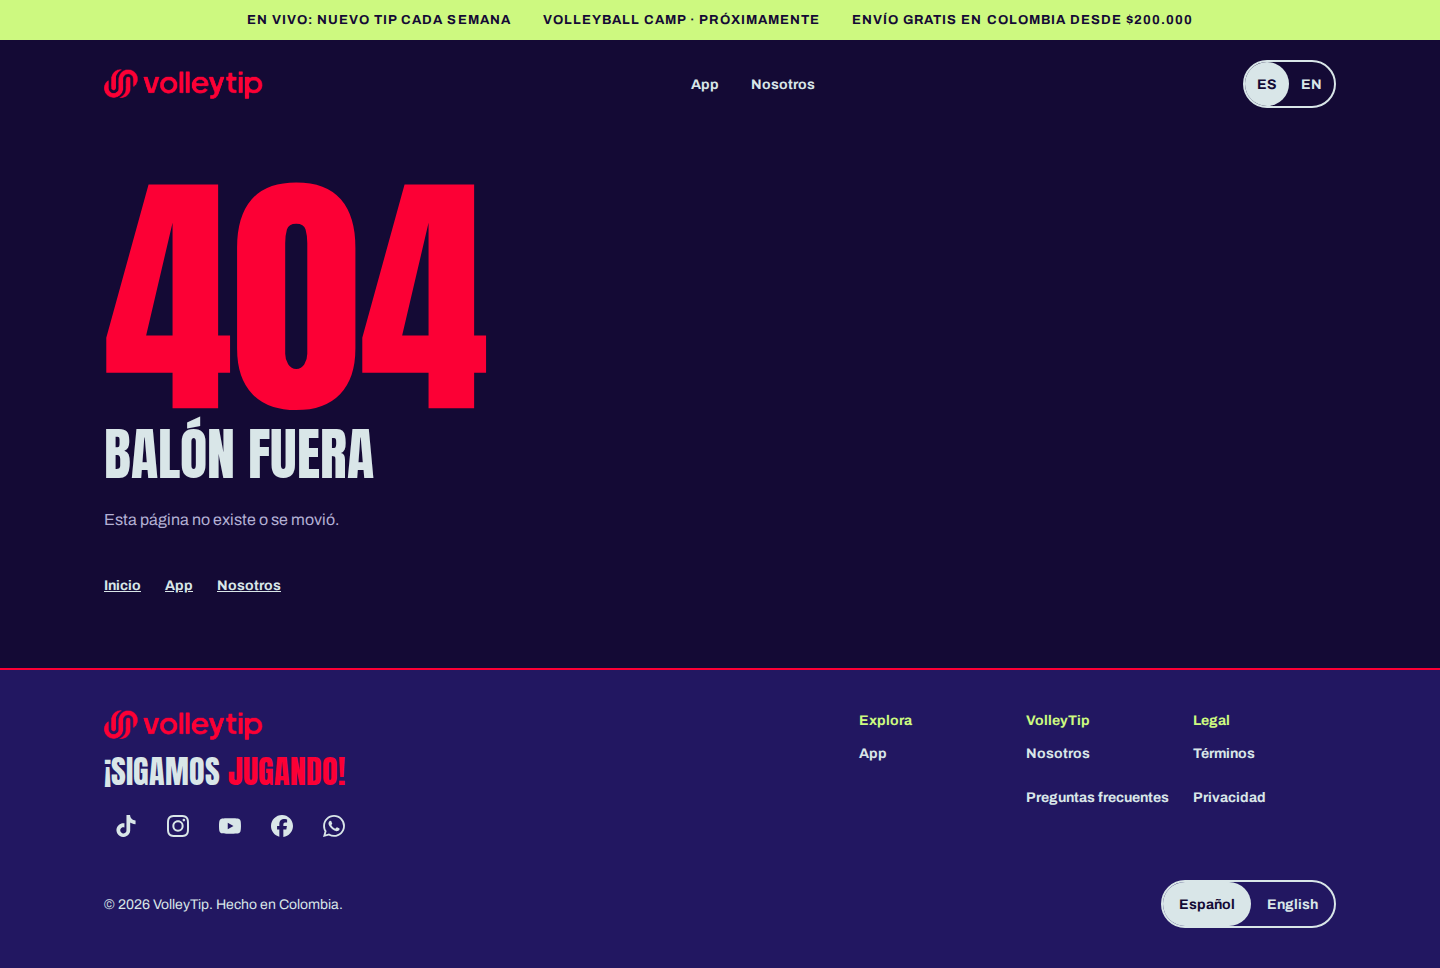 EN VIVO: NUEVO TIP CADA SEMANA VOLLEYBALL CAMP · PRÓXIMAMENTE ENVÍO GRATIS EN COLOMBIA DESDE $200.000
volleytip App Nosotros ES EN
404
BALÓN FUERA
Esta página no existe o se movió.
Inicio App Nosotros
volleytip
¡SIGAMOS JUGANDO!
Explora
App
VolleyTip
Nosotros
Preguntas frecuentes
Legal
Términos
Privacidad
© 2026 VolleyTip. Hecho en Colombia.
Español English